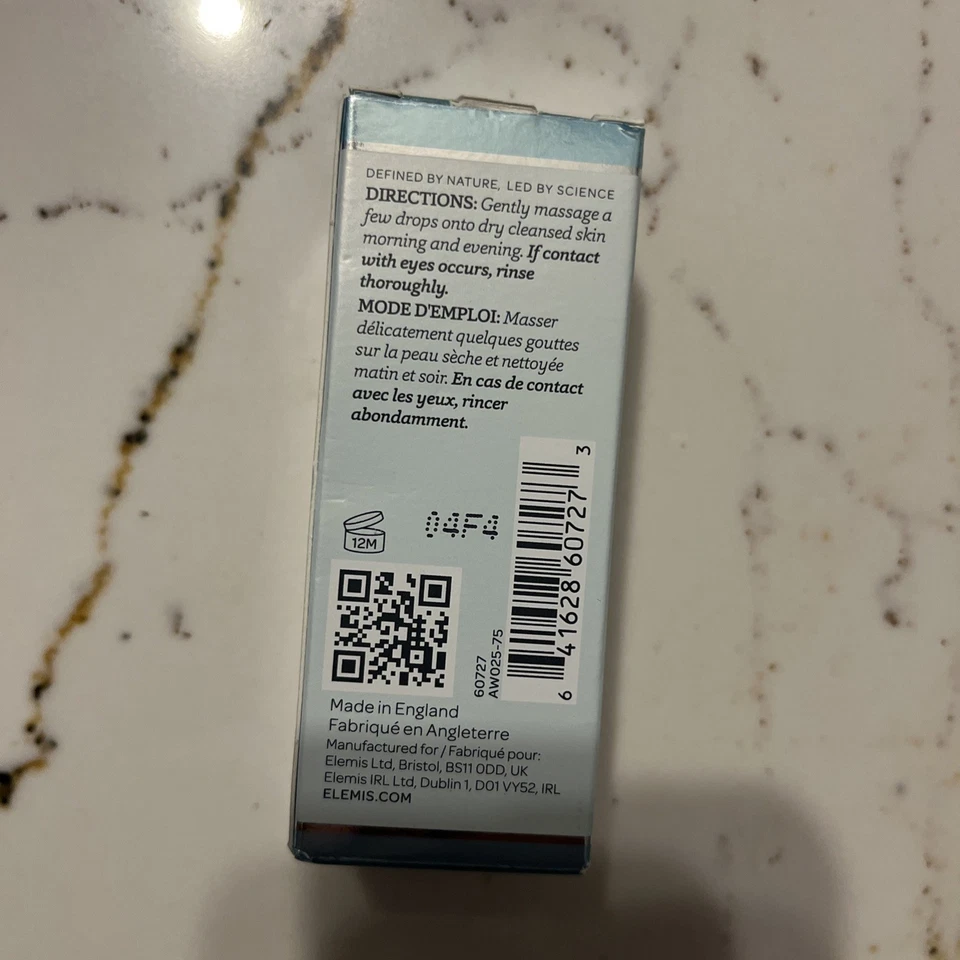 DEFINED BY NATURE, LED BY SCIENCE
DIRECTIONS: Gently massage a
few drops onto dry cleansed skin
morning and evening. If contact
with eyes occurs, rinse
thoroughly.
MODE D'EMPLOI: Masser
délicatement quelques gouttes
sur la peau sèche et nettoyée
matin et soir. En cas de contact
avec les yeux, rincer
abondamment.
12M
04F4
6 41628 60727 3
60727
AW025-75
Made in England
Fabriqué en Angleterre
Manufactured for / Fabriqué pour:
Elemis Ltd, Bristol, BS11 0DD, UK
Elemis IRL Ltd, Dublin 1, D01 VY52, IRL
ELEMIS.COM